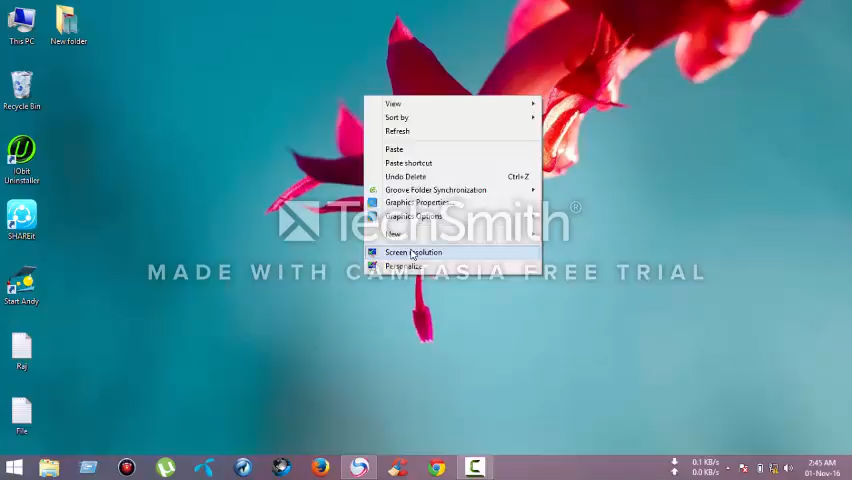 This PC
New folder
Recycle Bin
IObit
Uninstaller
SHAREit
Start Andy
Raj
File
View
Sort by
Refresh
Paste
Paste shortcut
Undo Delete Ctrl+Z
Groove Folder Synchronization
Graphics Properties...
Graphics Options
New
Screen resolution
Personalize
TechSmith®
MADE WITH CAMTASIA FREE TRIAL
0.1 KB/s
0.0 KB/s
2:45 AM
01-Nov-16